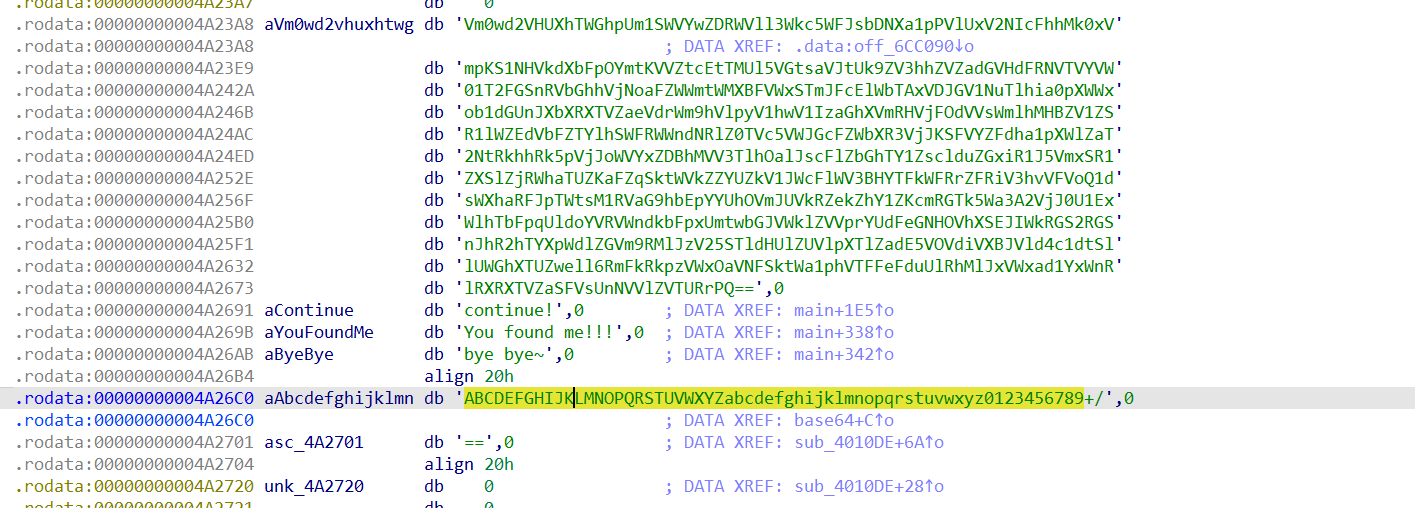 .rodata:00000000004A23A7 db 0
.rodata:00000000004A23A8 aVm0wd2vhuxhtwg db 'Vm0wd2VHUXhTWGhpUm1SWVYwZDRWVll3Wkc5WFJsbDNXa1pPVlUxV2NIcFhhMk0xV'
.rodata:00000000004A23A8 ; DATA XREF: .data:off_6CC090↓o
.rodata:00000000004A23E9 db 'mpKS1NHVkdXbFpOYmtKVVZtcEtTMUl5VGtsaVJtUk9ZV3hhZVZadGVHdFRNVTVYVW'
.rodata:00000000004A242A db '01T2FGSnRVbGhhVjNoaFZWWmtWMXBFVWxSTmJFcElWbTAxVDJGV1NuTlhia0pXWWx'
.rodata:00000000004A246B db 'ob1dGUnJXbXRXTVZaeVdrWm9hVlpyV1hwV1IzaGhXVmRHVjFOdVVsWmlhMHBZV1ZS'
.rodata:00000000004A24AC db 'R1lWZEdVbFZTYlhSWFRWWndNRlZ0TVc5VWJGcFZWbXR3VjJKSFVYZFdha1pXWlZaT'
.rodata:00000000004A24ED db '2NtRkhhRk5pVjJoWVYxZDBhMVV3TlhOalJscFlZbGhTY1ZsclduZGxiR1J5VmxSR1'
.rodata:00000000004A252E db 'ZXSlZjRWhaTUZKaFZqSktWVkZZYUZkV1JWcFlWV3BHYTFkWFRrZFRiV3hvVFVoQ1d'
.rodata:00000000004A256F db 'sWXhaRFJpTWtsM1RVaG9hbEpYYUhOVmJUVkRZekZhY1ZKcmRGTk5Wa3A2VjJ0U1Ex'
.rodata:00000000004A25B0 db 'WlhTbFpqUldoYVRVWndkbFpxUmtwbGJVWklZVVprYUdFeGNHOVhXSEJIWkRGS2RGS'
.rodata:00000000004A25F1 db 'nJhR2hTYXpWdlZGVm9RMlJzV25STldHUlZUVlpXTlZadE5VOVdiVXBJVld4c1dtSl'
.rodata:00000000004A2632 db 'lUWGhXTUZwell6RmFkRkpzVWxOaVNFSktWa1phVTFFeFduUlRhMlJxVWxad1YxWnR'
.rodata:00000000004A2673 db 'lRXRXTVZaSFVsUnNVVlZVTURrPQ==',0
.rodata:00000000004A2691 aContinue db 'continue!',0 ; DATA XREF: main+1E5↑o
.rodata:00000000004A269B aYouFoundMe db 'You found me!!!',0 ; DATA XREF: main+338↑o
.rodata:00000000004A26AB aByeBye db 'bye bye~',0 ; DATA XREF: main+342↑o
.rodata:00000000004A26B4 align 20h
.rodata:00000000004A26C0 aAbcdefghijklmn db 'ABCDEFGHIJKLMNOPQRSTUVWXYZabcdefghijklmnopqrstuvwxyz0123456789+/',0
.rodata:00000000004A26C0 ; DATA XREF: base64+C↑o
.rodata:00000000004A2701 asc_4A2701 db '==',0 ; DATA XREF: sub_4010DE+6A↑o
.rodata:00000000004A2704 align 20h
.rodata:00000000004A2720 unk_4A2720 db 0 ; DATA XREF: sub_4010DE+28↑o
.rodata:00000000004A2721 db 0